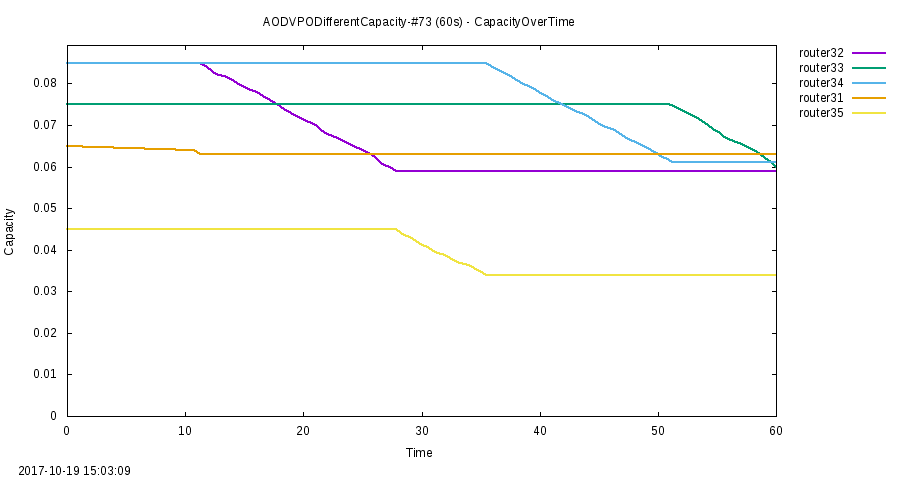 AODVPODifferentCapacity-#73 (60s) - CapacityOverTime
router32
router33
router34
router31
router35
0.08
0.07
0.06
0.05
0.04
0.03
0.02
0.01
0
Capacity
0 10 20 30 40 50 60
Time
2017-10-19 15:03:09